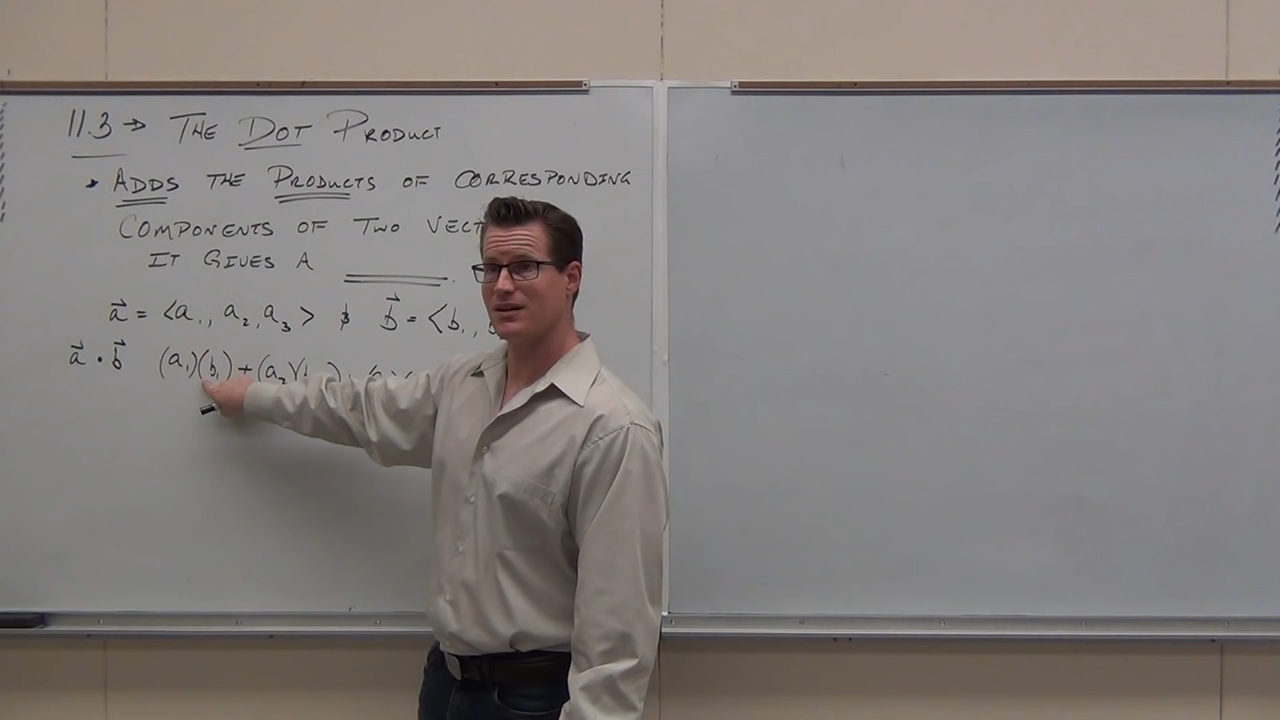 11.3 → THE DOT PRODUCT
• ADDS THE PRODUCTS OF CORRESPONDING
COMPONENTS OF TWO
IT GIVES A ______.
a⃗ = <a₁, a₂, a₃> & b⃗ = <b₁,
a⃗ • b⃗ (a₁)(b₁) + (a₂)(b